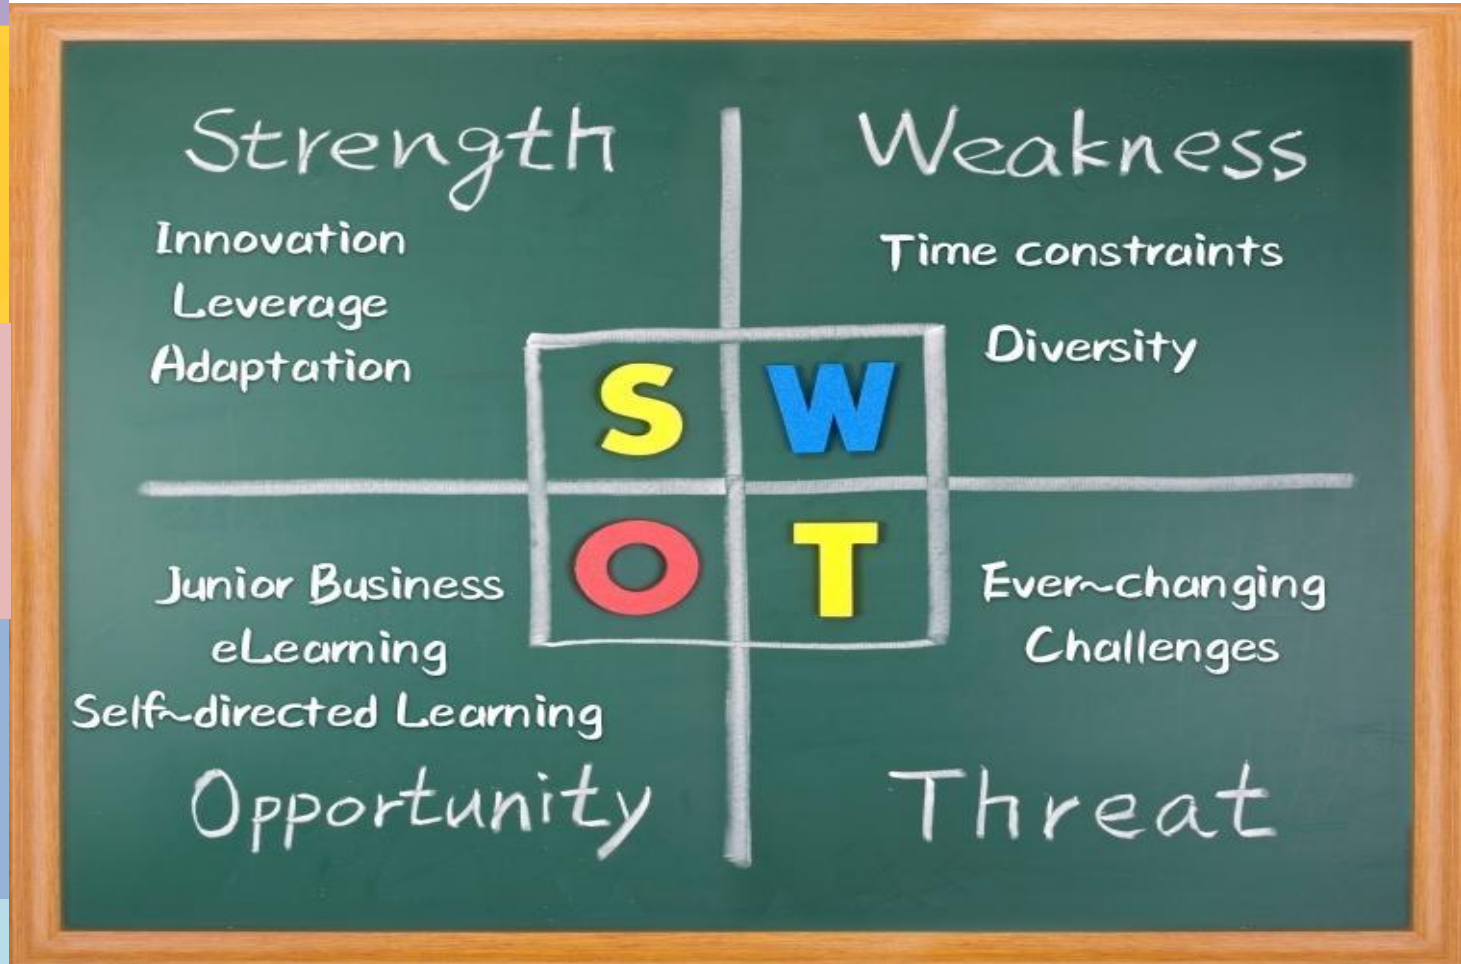 Strength
Innovation
Leverage
Adaptation
Weakness
Time constraints
Diversity
S W
O T
Junior Business
eLearning
Self~directed Learning
Opportunity
Ever~changing
Challenges
Threat